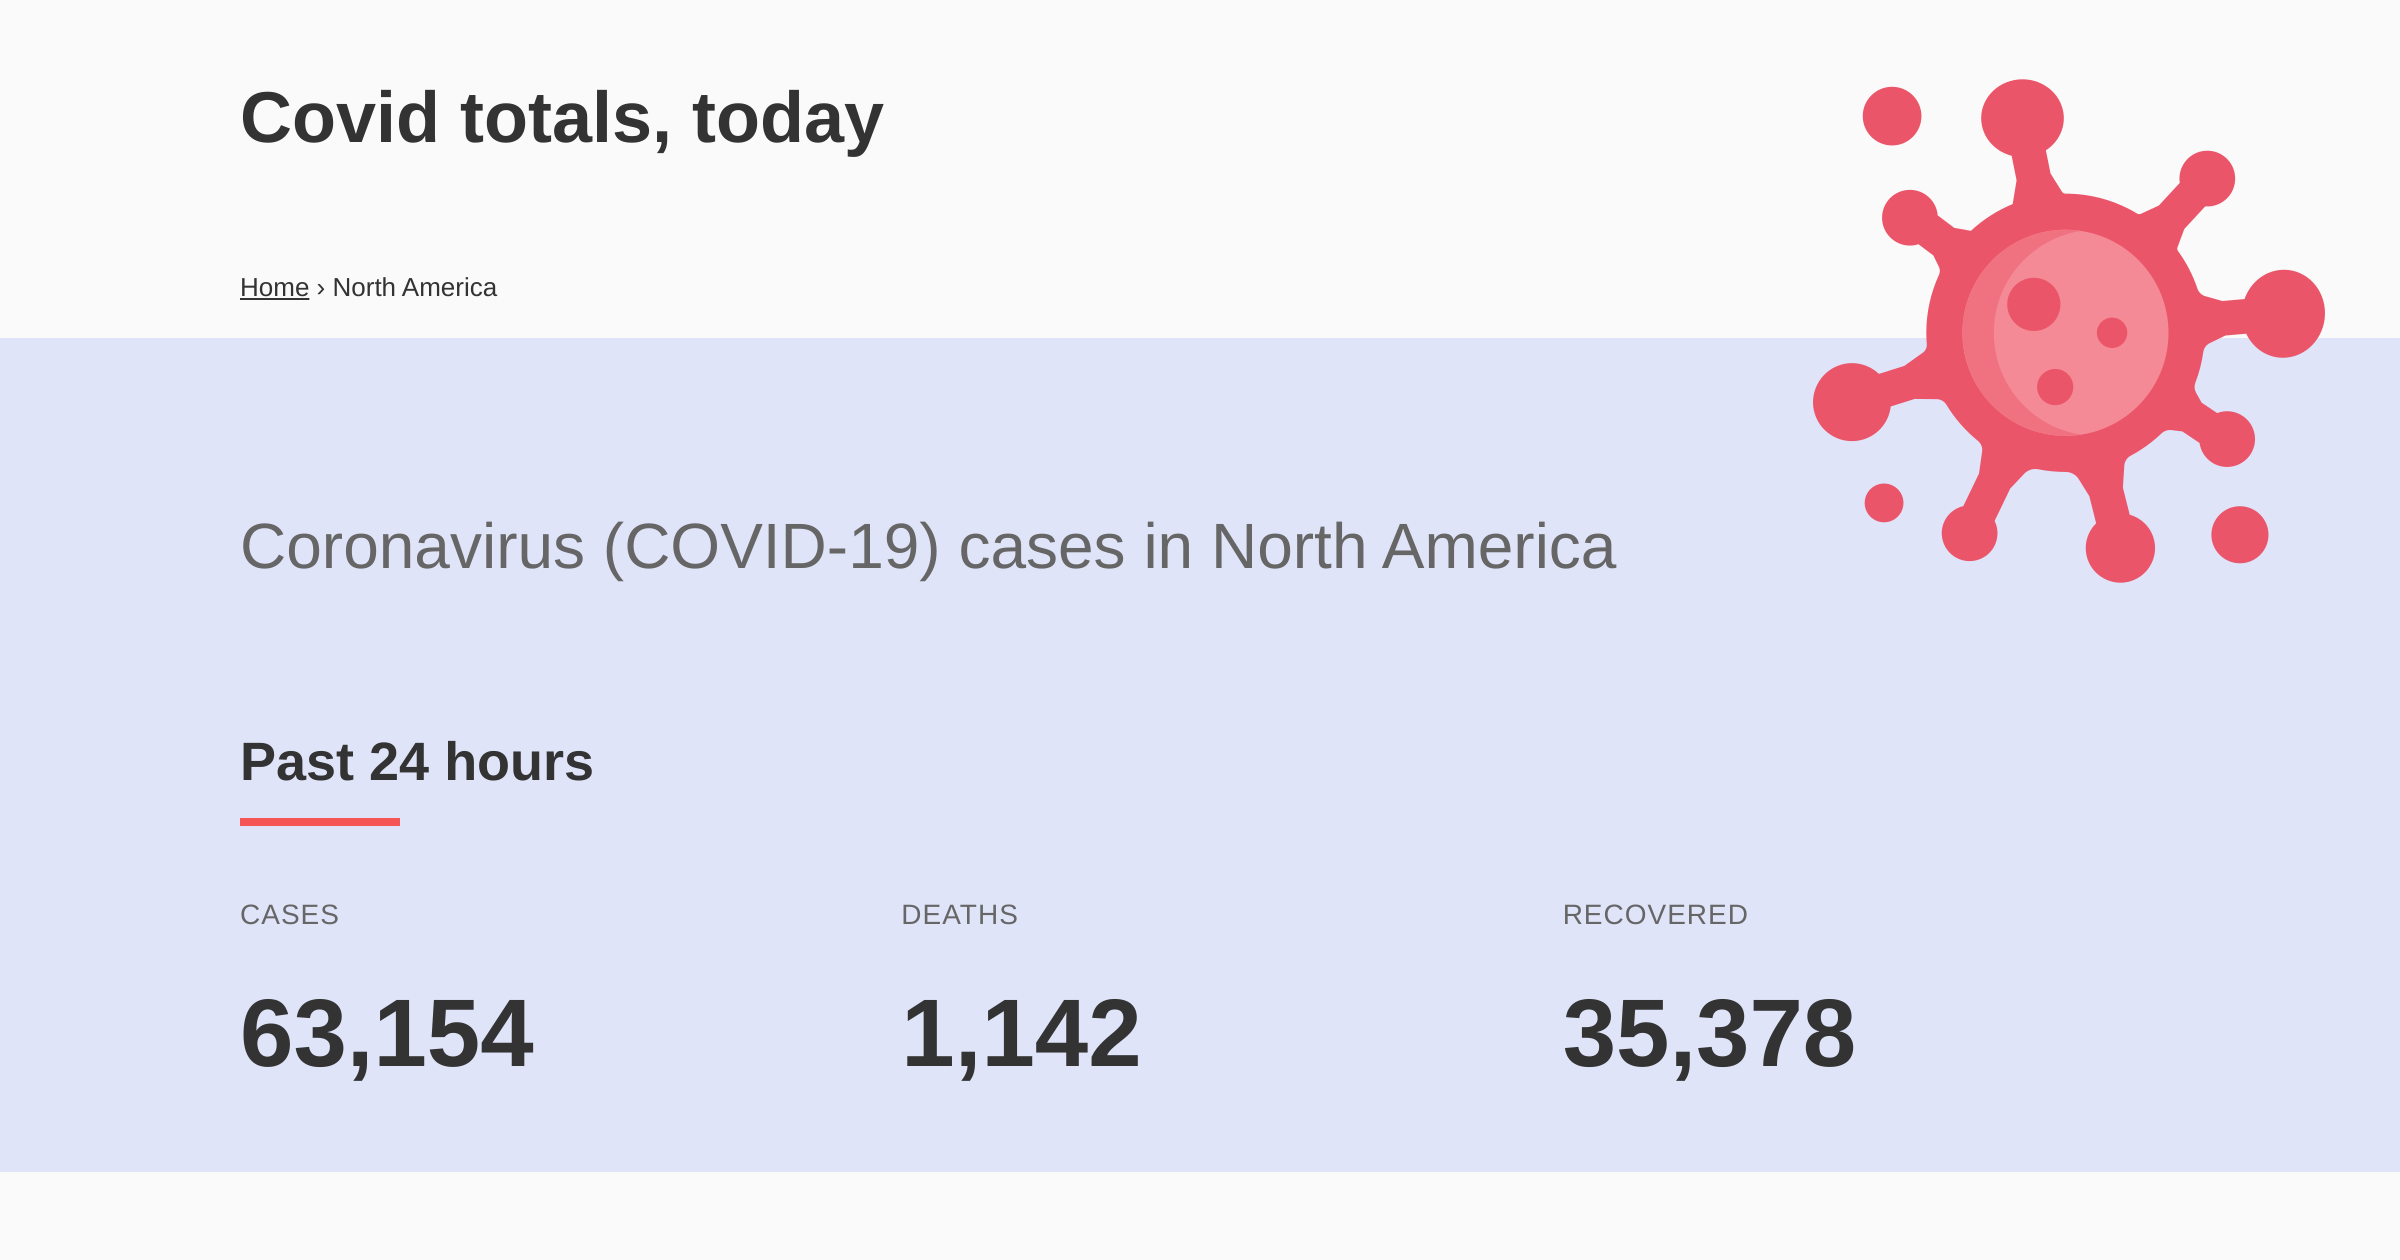 Covid totals, today
Home › North America
Coronavirus (COVID-19) cases in North America
Past 24 hours
CASES DEATHS RECOVERED
63,154 1,142 35,378